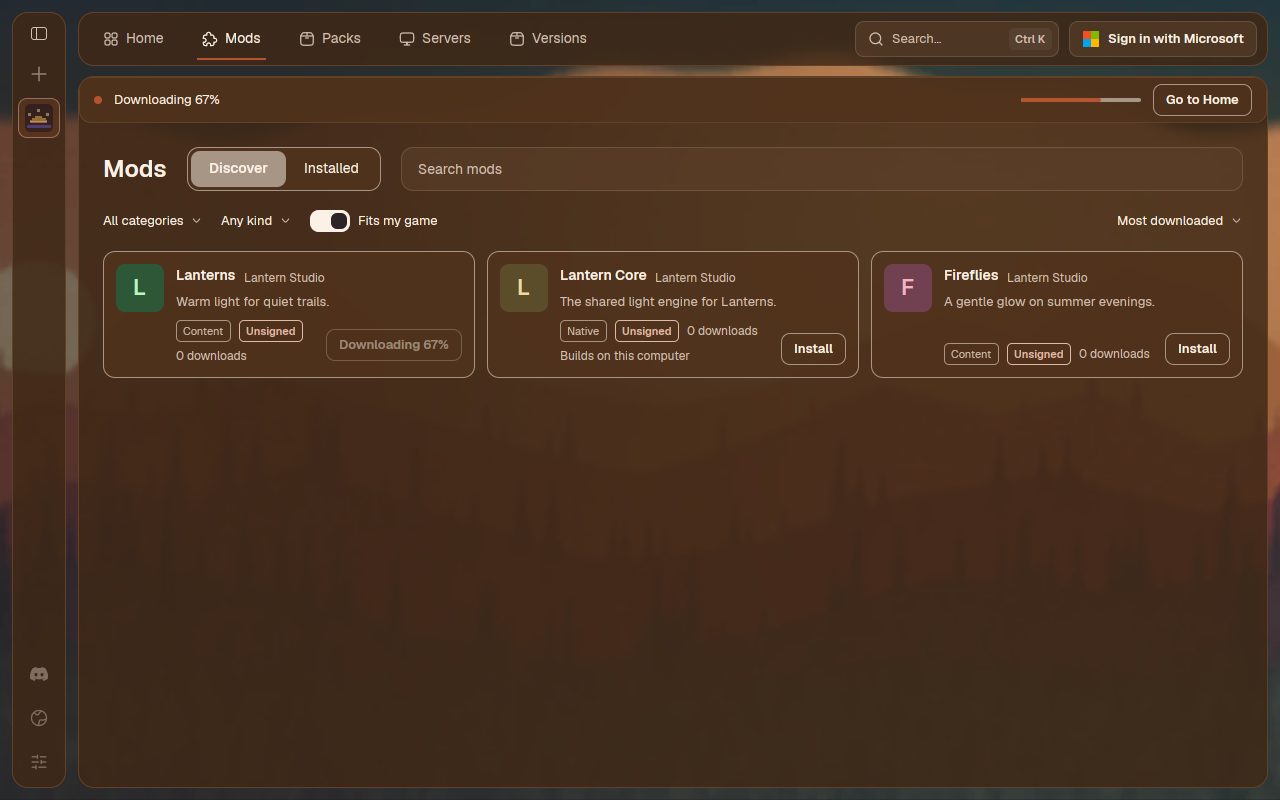 Home
Mods
Packs
Servers
Versions
Search...
Ctrl K
Sign in with Microsoft
Downloading 67%
Go to Home
Mods
Discover
Installed
Search mods
All categories
Any kind
Fits my game
Most downloaded
L
Lanterns Lantern Studio
Warm light for quiet trails.
Content
Unsigned
0 downloads
Downloading 67%
L
Lantern Core Lantern Studio
The shared light engine for Lanterns.
Native
Unsigned
0 downloads
Builds on this computer
Install
F
Fireflies Lantern Studio
A gentle glow on summer evenings.
Content
Unsigned
0 downloads
Install